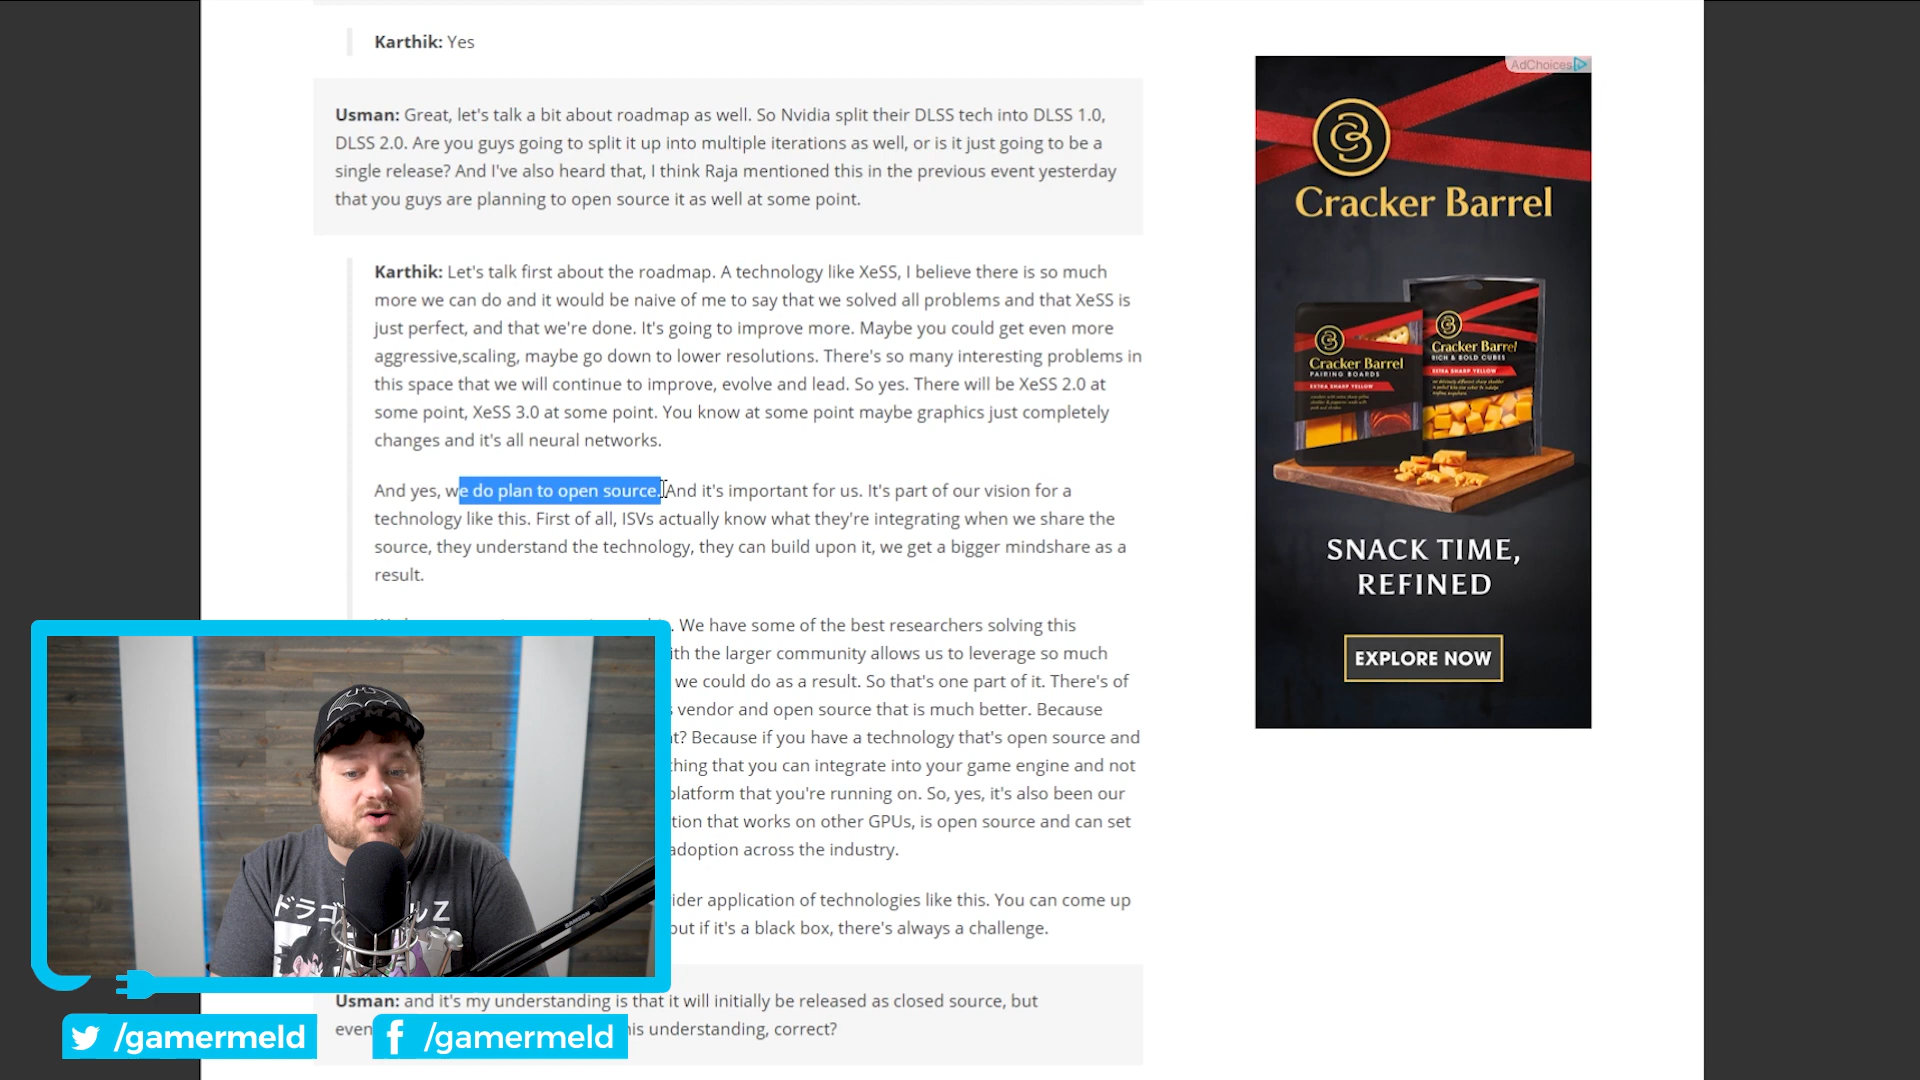 Karthik: Yes
Usman: Great, let's talk a bit about roadmap as well. So Nvidia split their DLSS tech into DLSS 1.0,
DLSS 2.0. Are you guys going to split it up into multiple iterations as well, or is it just going to be a
single release? And I've also heard that, I think Raja mentioned this in the previous event yesterday
that you guys are planning to open source it as well at some point.
Karthik: Let's talk first about the roadmap. A technology like XeSS, I believe there is so much
more we can do and it would be naive of me to say that we solved all problems and that XeSS is
just perfect, and that we're done. It's going to improve more. Maybe you could get even more
aggressive,scaling, maybe go down to lower resolutions. There's so many interesting problems in
this space that we will continue to improve, evolve and lead. So yes. There will be XeSS 2.0 at
some point, XeSS 3.0 at some point. You know at some point maybe graphics just completely
changes and it's all neural networks.
And yes, we do plan to open source. And it's important for us. It's part of our vision for a
technology like this. First of all, ISVs actually know what they're integrating when we share the
source, they understand the technology, they can build upon it, we get a bigger mindshare as a
result.
We have some of the best researchers solving this
with the larger community allows us to leverage so much
we could do as a result. So that's one part of it. There's of
vendor and open source that is much better. Because
Because if you have a technology that's open source and
that you can integrate into your game engine and not
platform that you're running on. So, yes, it's also been our
that works on other GPUs, is open source and can set
adoption across the industry.
application of technologies like this. You can come up
but if it's a black box, there's always a challenge.
Usman: and it's my understanding is that it will initially be released as closed source, but
understanding, correct?
AdChoices
Cracker Barrel
Cracker Barrel
PAIRING BOARDS
EXTRA SHARP YELLOW
Cracker Barrel
RICH & BOLD CUBES
EXTRA SHARP YELLOW
SNACK TIME,
REFINED
EXPLORE NOW
BATMAN
ドラゴ ル Z
SAMSON
/gamermeld
/gamermeld